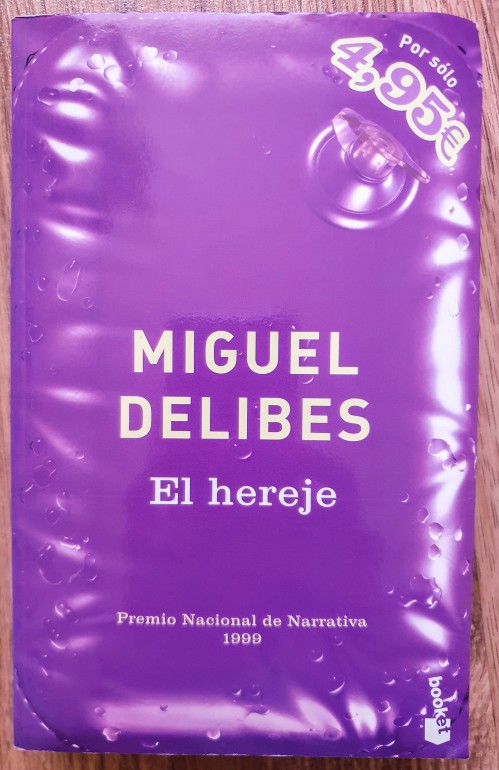 Por sólo
4,95€
MIGUEL
DELIBES
El hereje
Premio Nacional de Narrativa
1999
booket